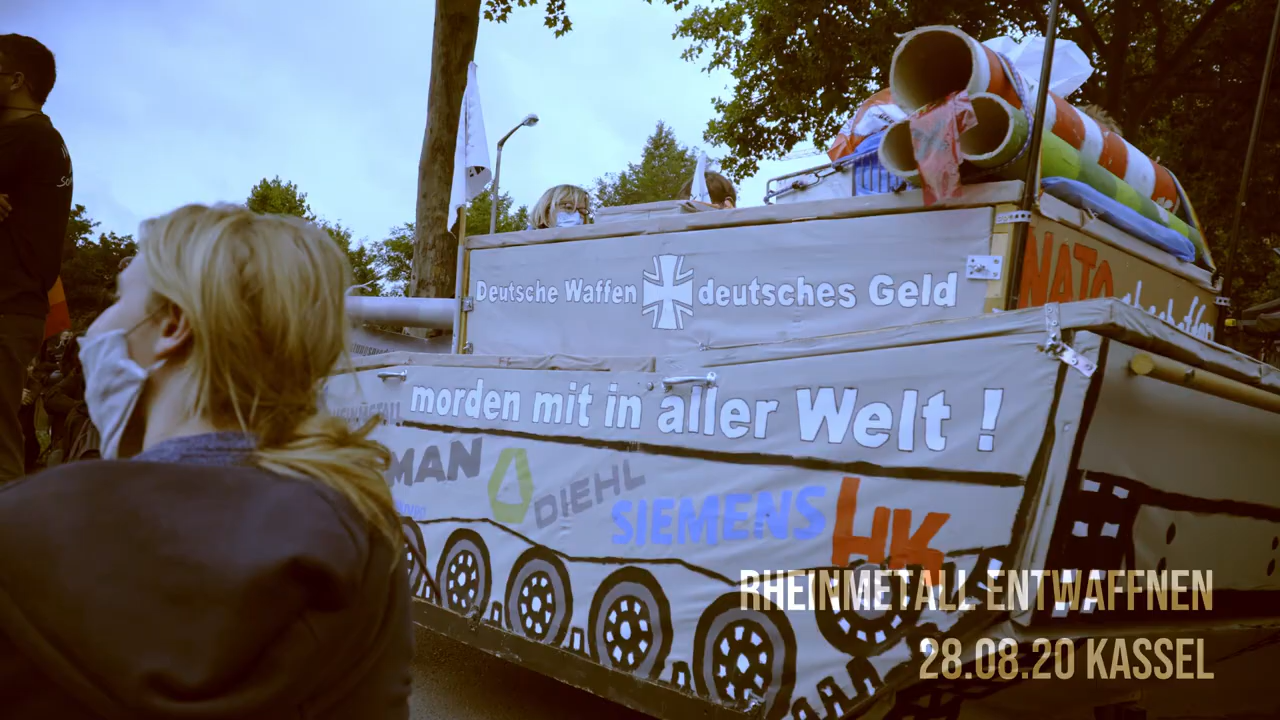 Deutsche Waffen deutsches Geld
NATO
morden mit in aller Welt !
MAN
DIEHL
SIEMENS
HK
RHEINMETALL ENTWAFFNEN
28.08.20 KASSEL